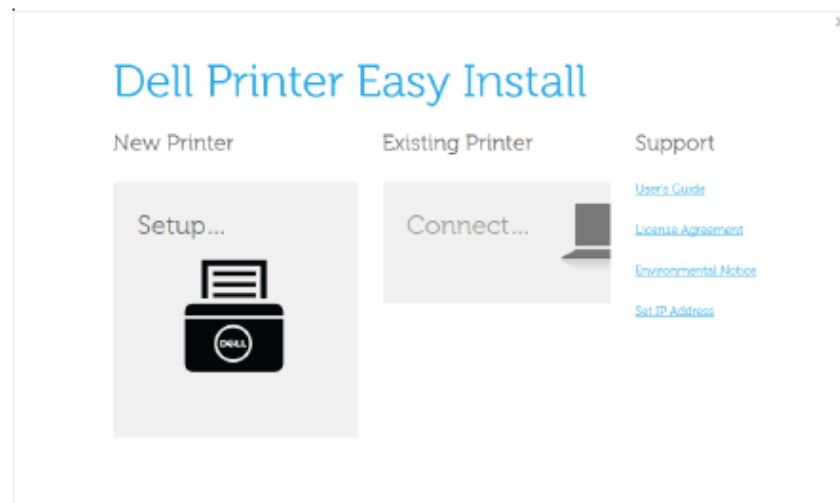 Dell Printer Easy Install
New Printer
Setup...
DELL
Existing Printer
Connect...
Support
User's Guide
License Agreement
Environmental Notice
Set IP Address